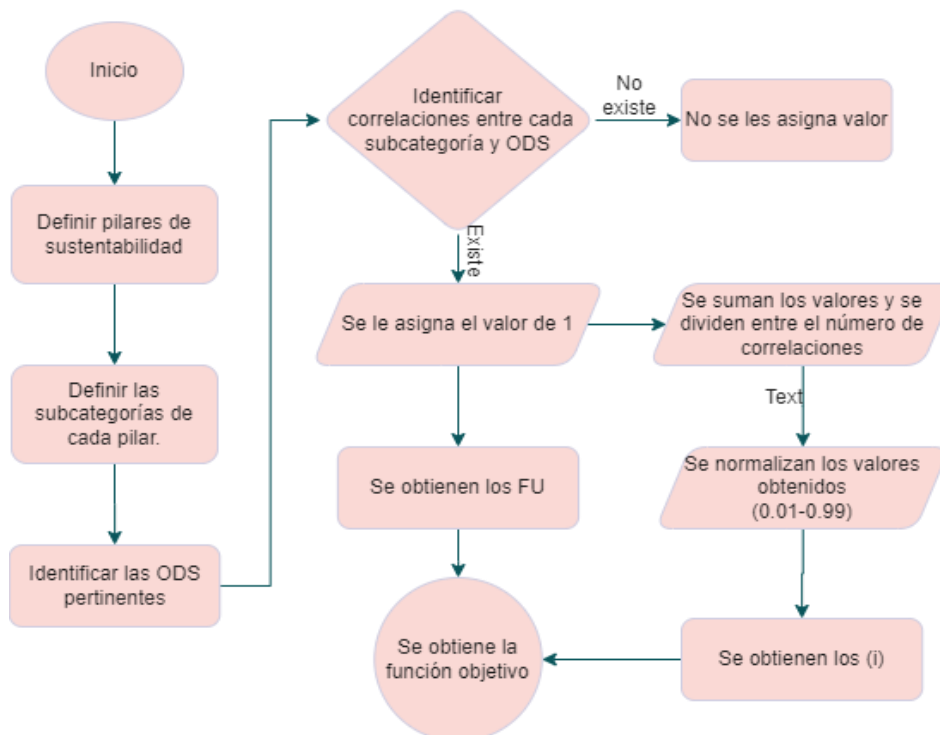 Inicio
Definir pilares de
sustentabilidad
Definir las
subcategorías de
cada pilar.
Identificar las ODS
pertinentes
Identificar
correlaciones entre cada
subcategoría y ODS
No
existe
No se les asigna valor
Existe
Se le asigna el valor de 1
Se suman los valores y se
dividen entre el número de
correlaciones
Text
Se normalizan los valores
obtenidos
(0.01-0.99)
Se obtienen los FU
Se obtienen los (i)
Se obtiene la
función objetivo